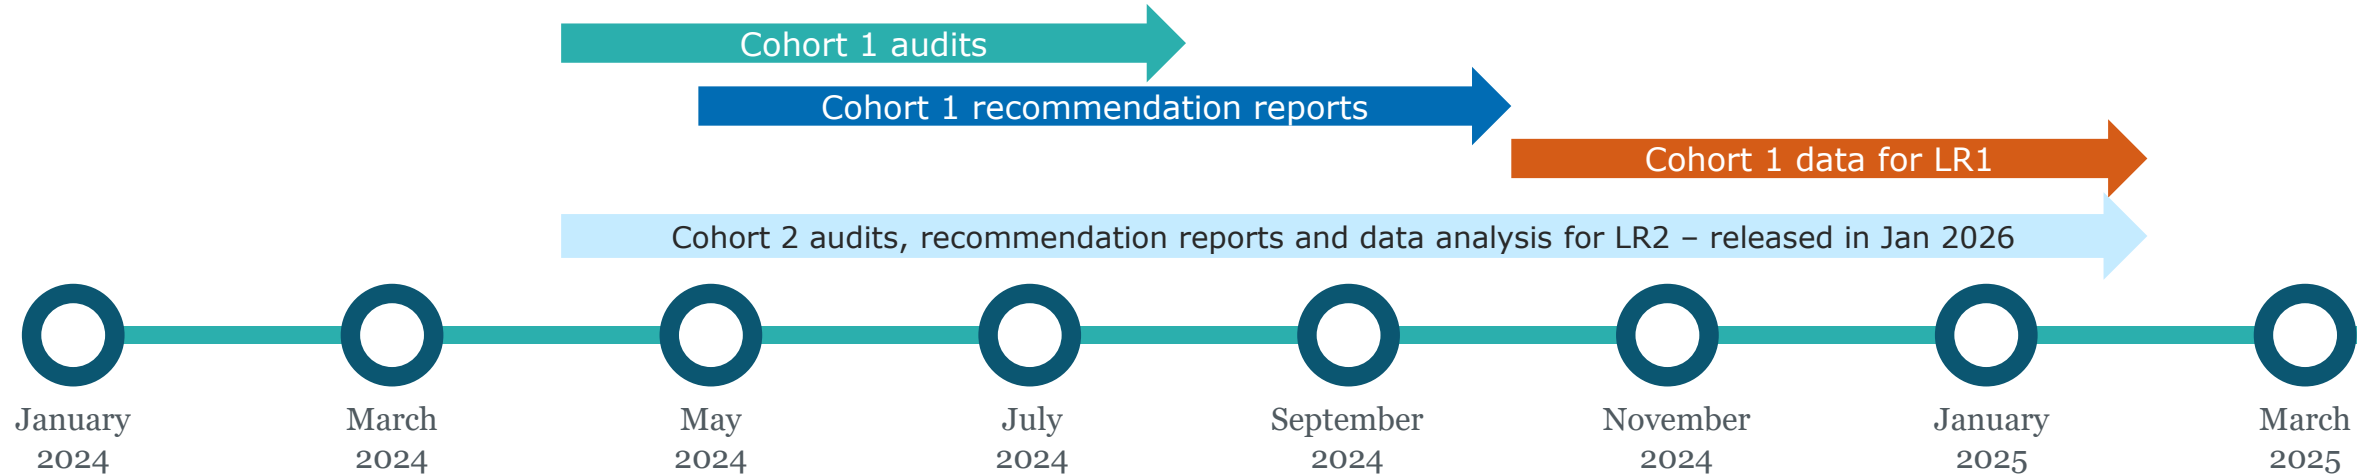 Cohort 1 audits
Cohort 1 recommendation reports
Cohort 1 data for LR1
Cohort 2 audits, recommendation reports and data analysis for LR2 – released in Jan 2026
January
2024
March
2024
May
2024
July
2024
September
2024
November
2024
January
2025
March
2025